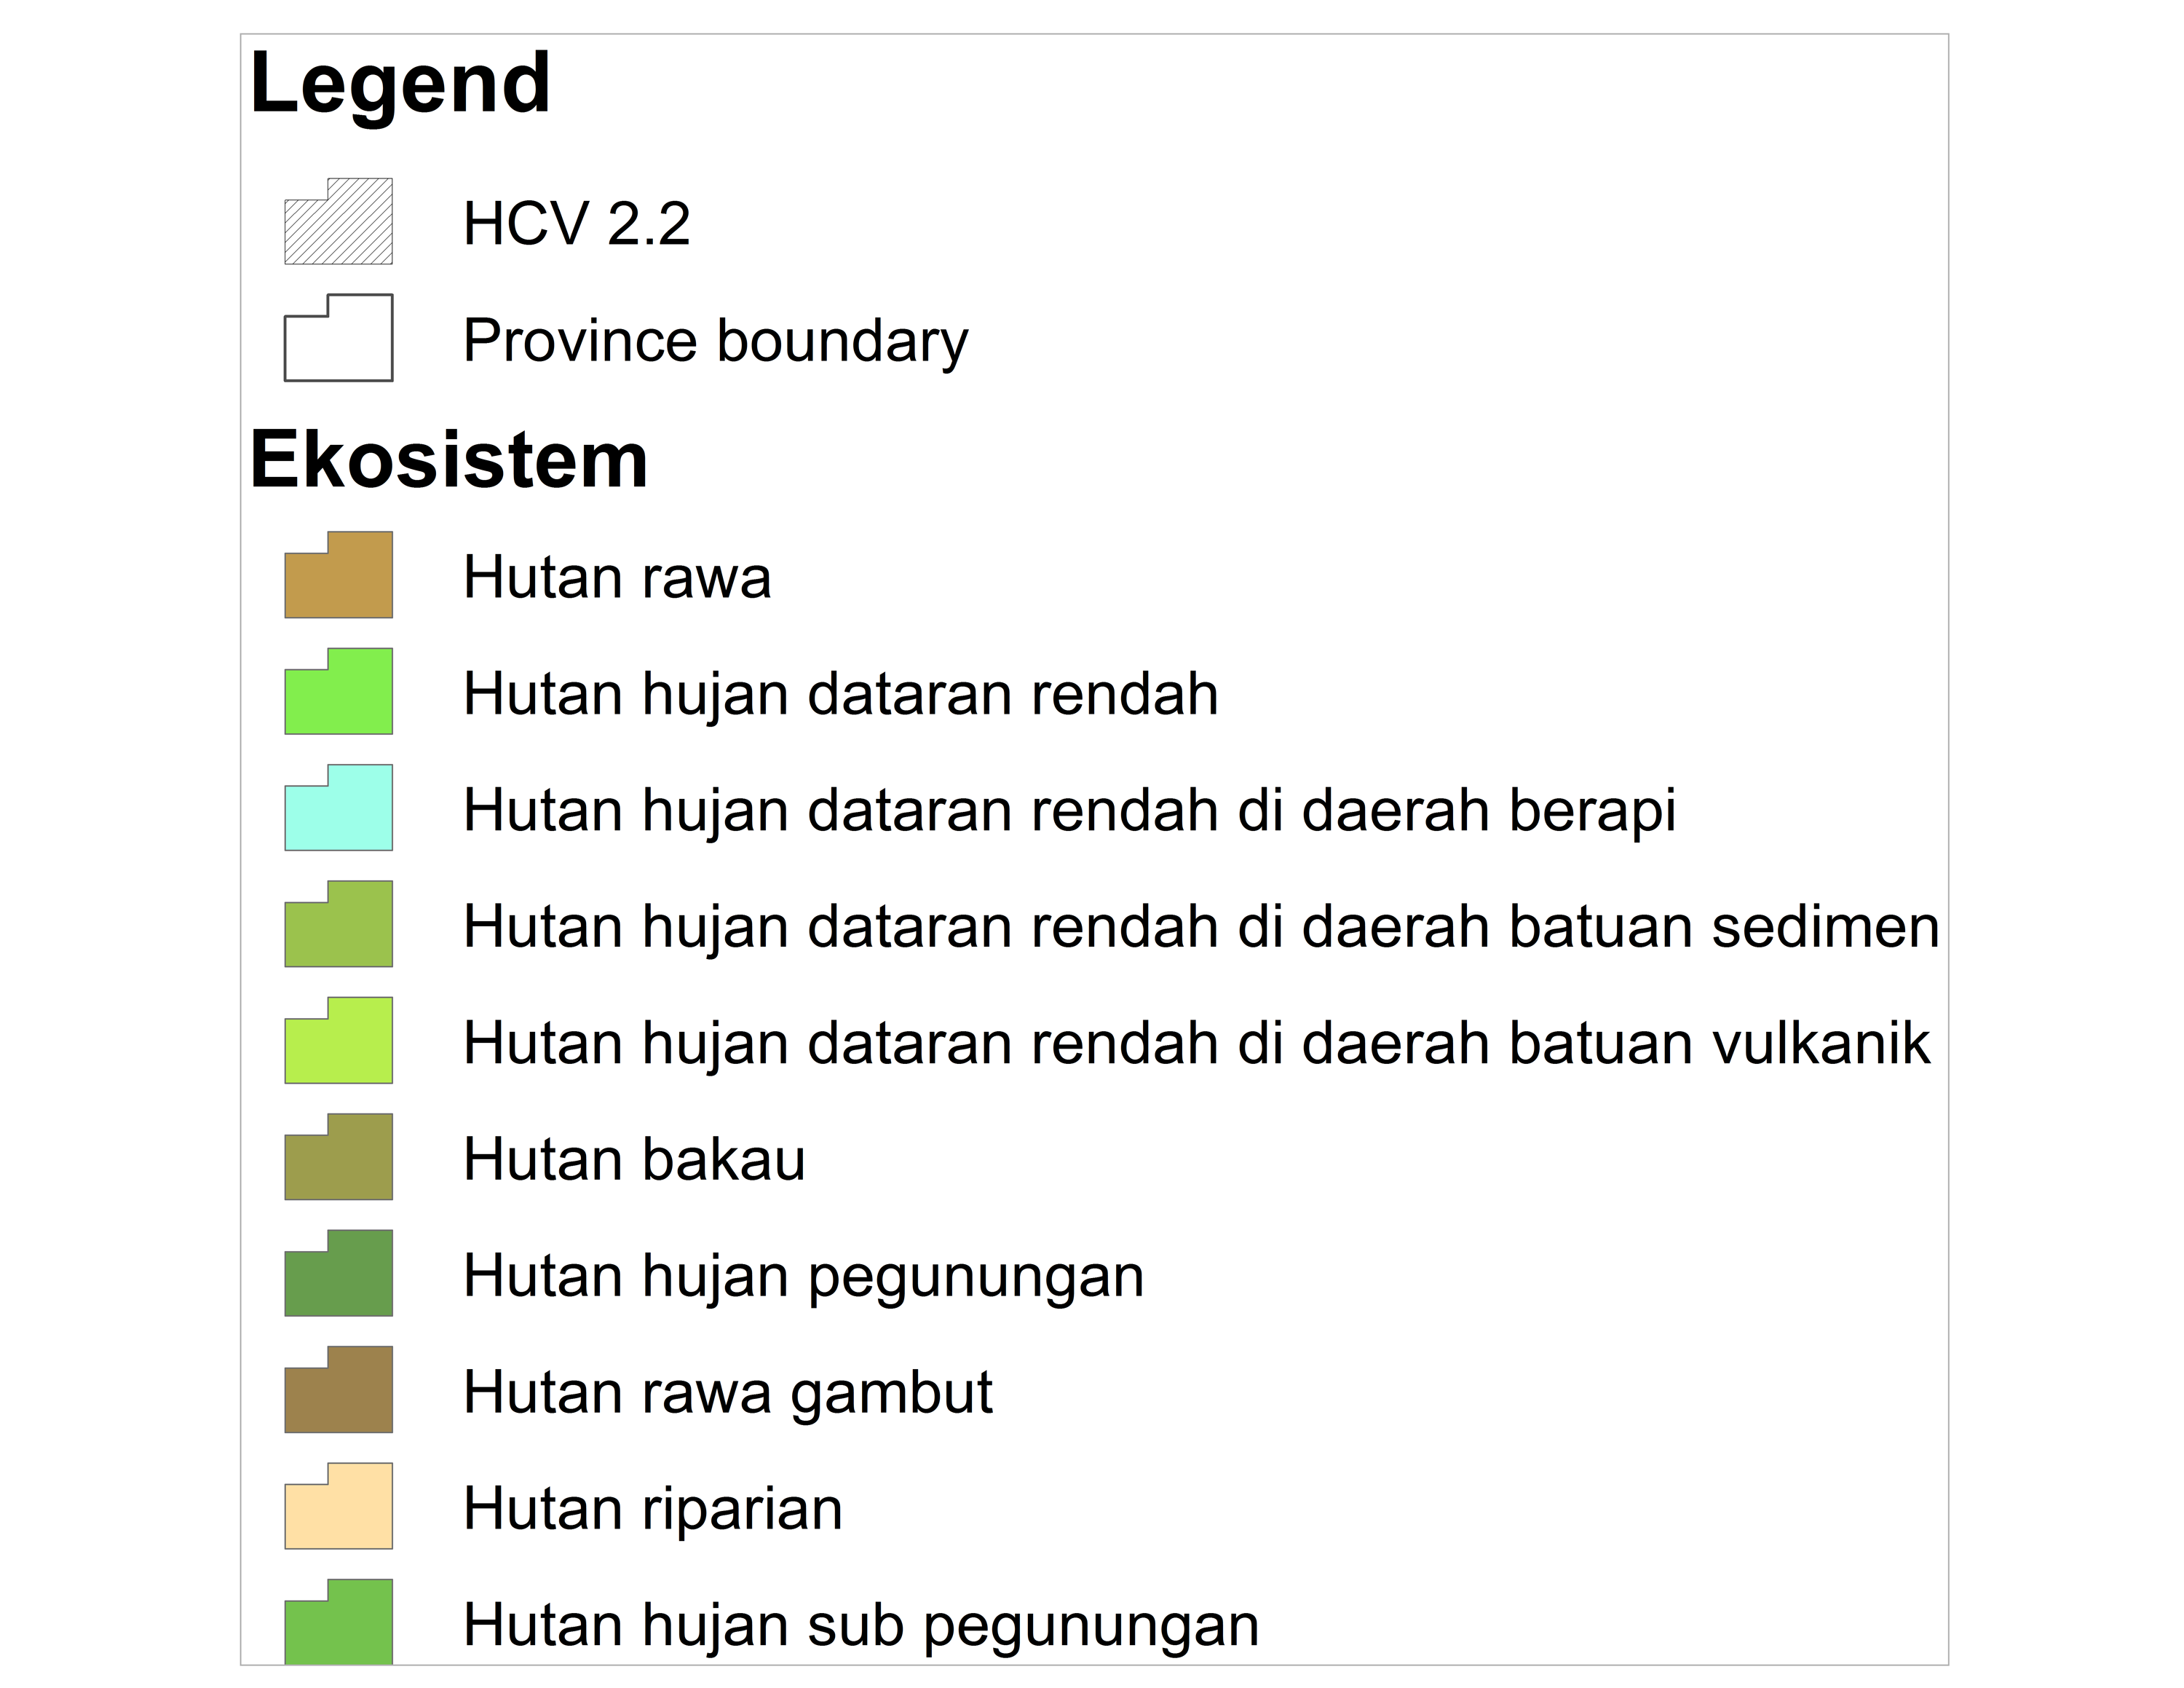 Legend
HCV 2.2
Province boundary
Ekosistem
Hutan rawa
Hutan hujan dataran rendah
Hutan hujan dataran rendah di daerah berapi
Hutan hujan dataran rendah di daerah batuan sedimen
Hutan hujan dataran rendah di daerah batuan vulkanik
Hutan bakau
Hutan hujan pegunungan
Hutan rawa gambut
Hutan riparian
Hutan hujan sub pegunungan